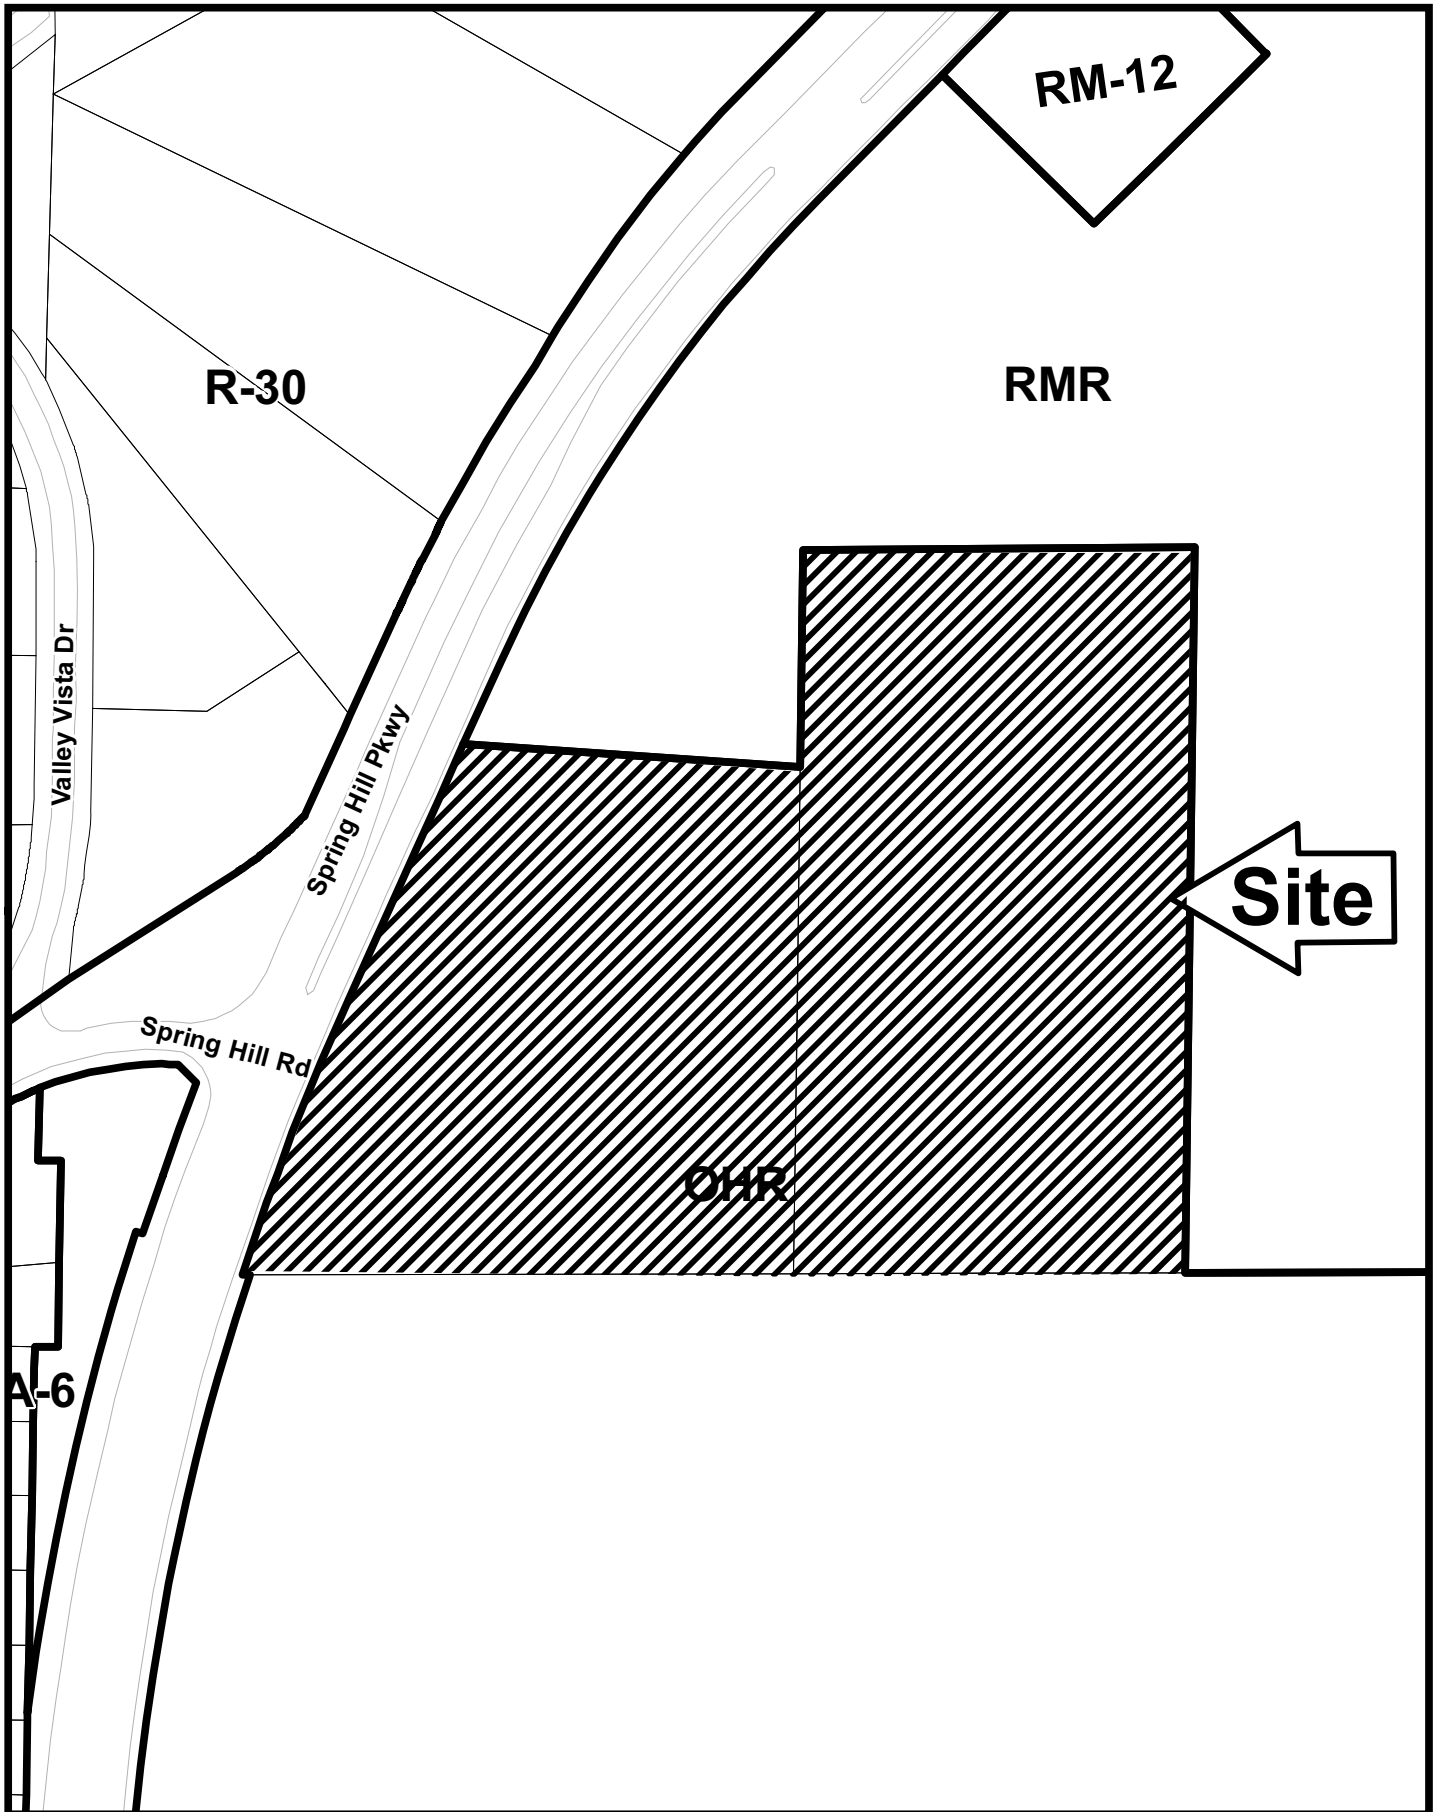 RM-12
R-30
RMR
Valley Vista Dr
Spring Hill Pkwy
Site
Spring Hill Rd
OHR
A-6